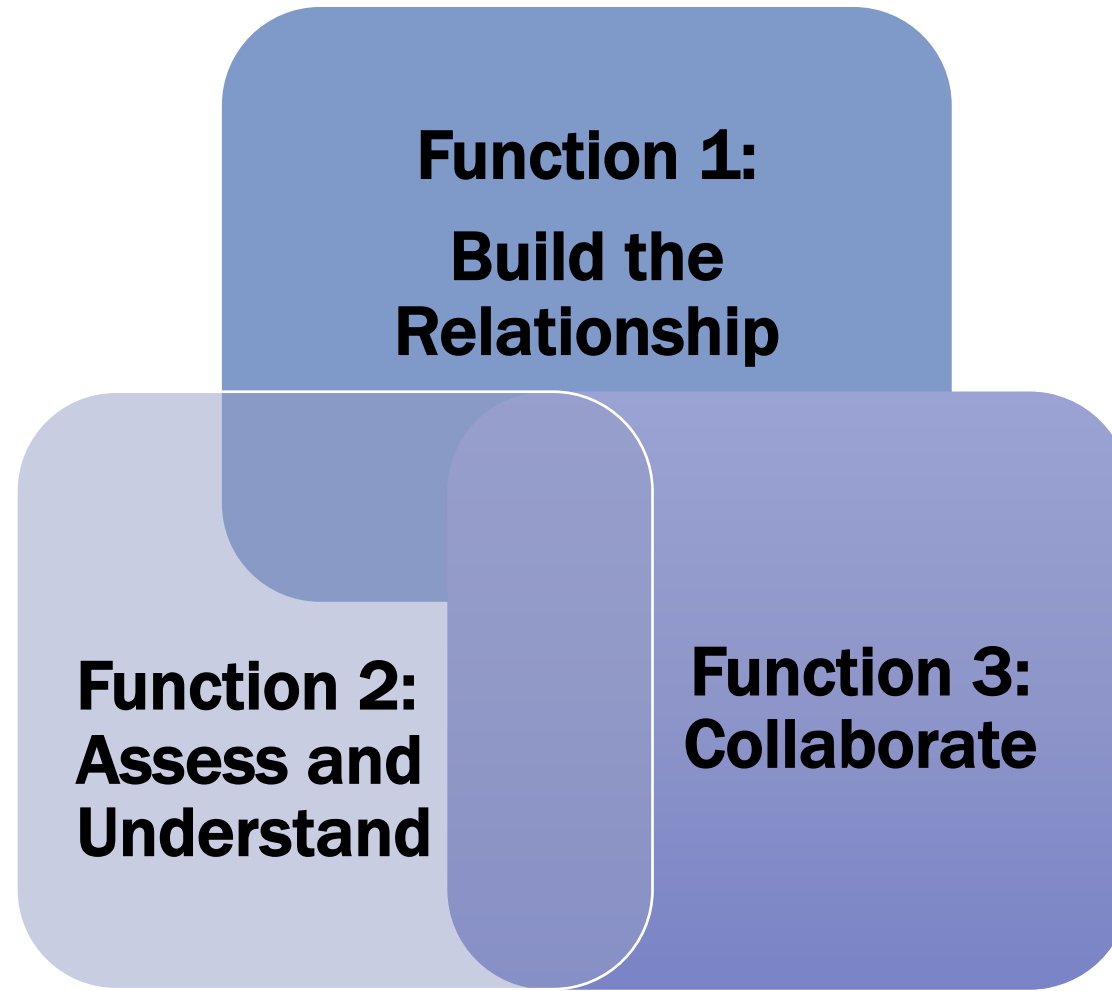 Function 1:
Build the
Relationship
Function 2:
Assess and
Understand
Function 3:
Collaborate